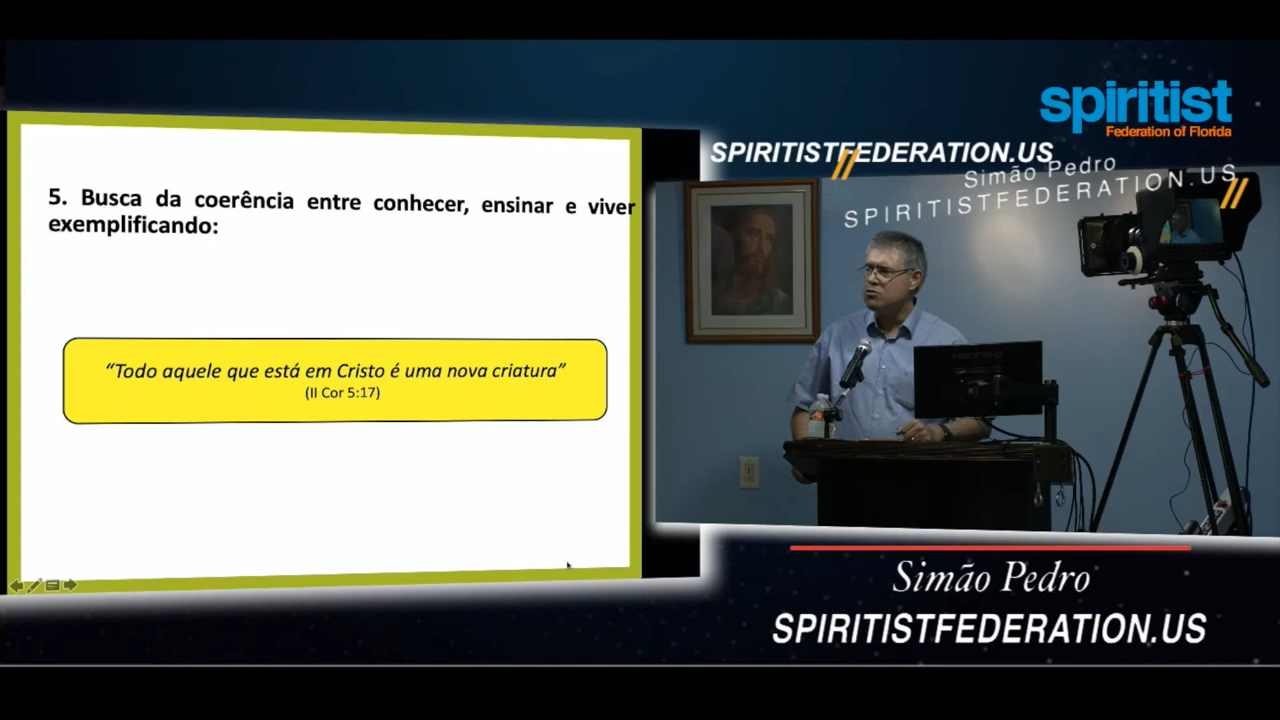 spiritist
Federation of Florida
SPIRITISTFEDERATION.US
Simão Pedro
SPIRITISTFEDERATION.US
5. Busca da coerência entre conhecer, ensinar e viver
exemplificando:
“Todo aquele que está em Cristo é uma nova criatura”
(II Cor 5:17)
Simão Pedro
SPIRITISTFEDERATION.US